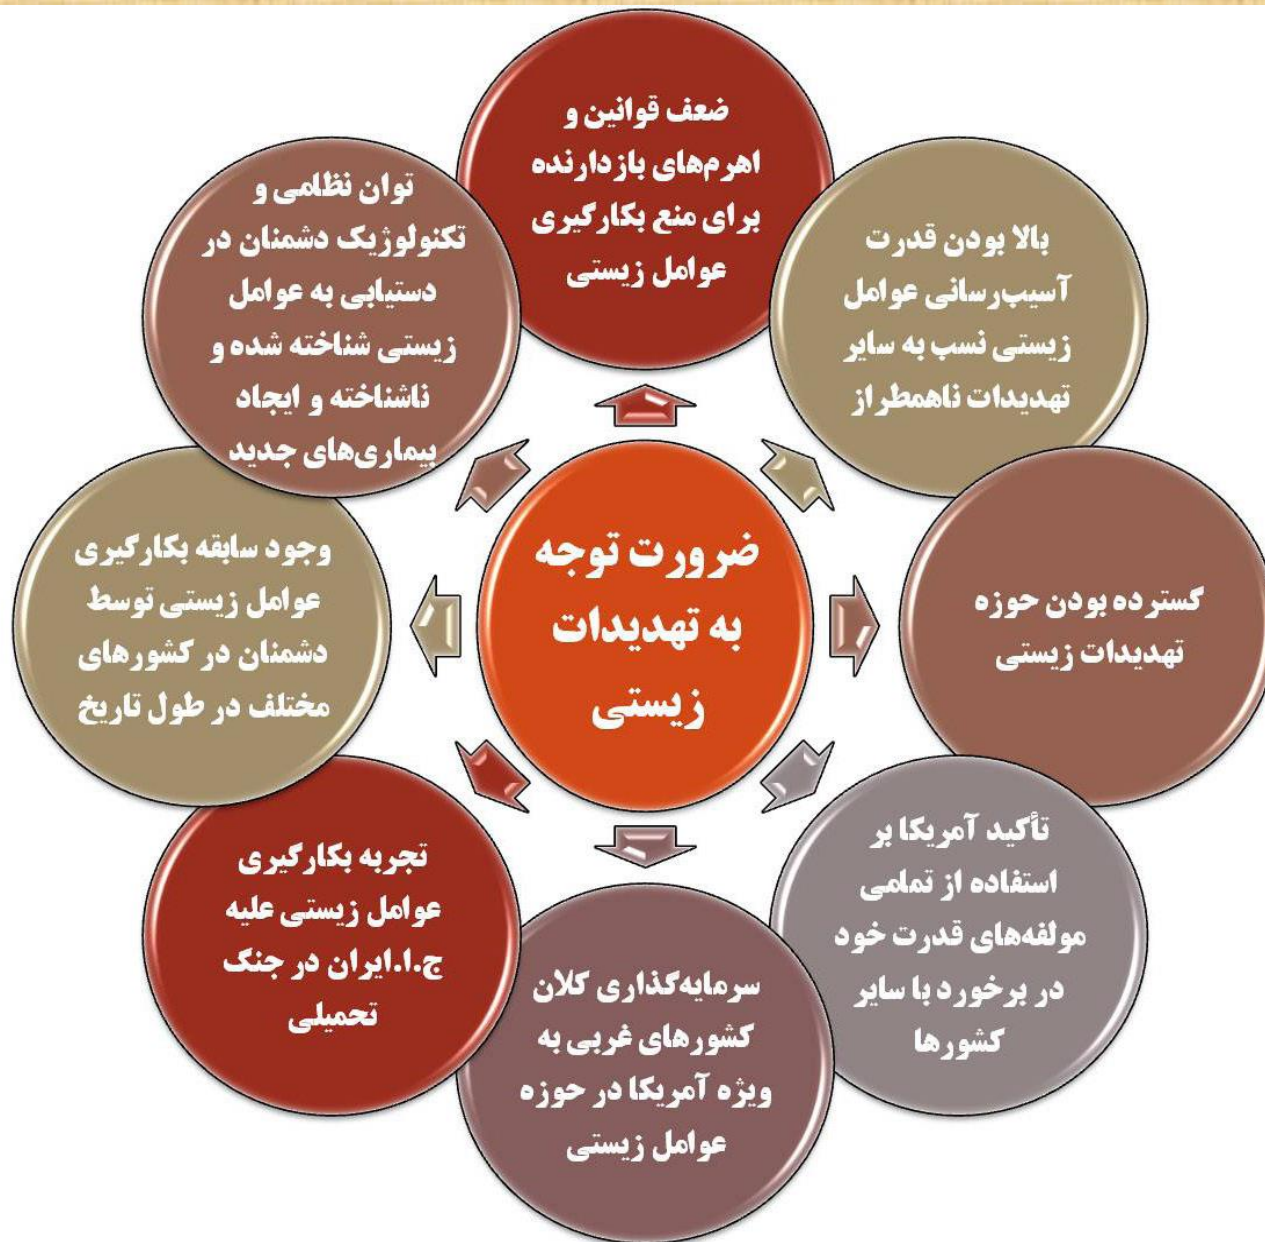 ضعف قوانین و
اهرم‌های بازدارنده
برای منع بکارگیری
عوامل زیستی
بالا بودن قدرت
آسیب‌رسانی عوامل
زیستی نسب به سایر
تهدیدات ناهمطراز
گسترده بودن حوزه
تهدیدات زیستی
تأکید آمریکا بر
استفاده از تمامی
مولفه‌های قدرت خود
در برخورد با سایر
کشورها
سرمایه‌گذاری کلان
کشورهای غربی به
ویژه آمریکا در حوزه
عوامل زیستی
تجربه بکارگیری
عوامل زیستی علیه
ج.ا.ایران در جنگ
تحمیلی
وجود سابقه بکارگیری
عوامل زیستی توسط
دشمنان در کشورهای
مختلف در طول تاریخ
توان نظامی و
تکنولوژیک دشمنان در
دستیابی به عوامل
زیستی شناخته شده و
ناشناخته و ایجاد
بیماری‌های جدید
ضرورت توجه
به تهدیدات
زیستی